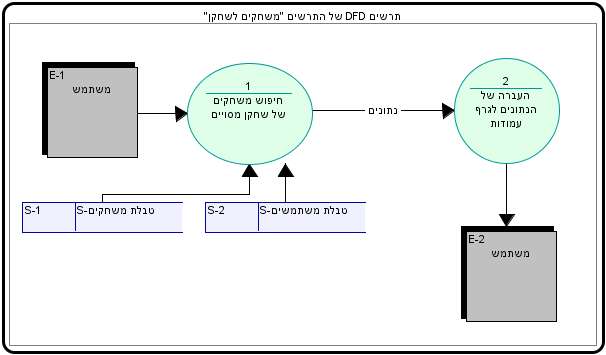 תרשים DFD של התרשים "משחקים לשחקן"
E-1
משתמש
1
חיפוש משחקים
של שחקן מסויים
נתונים
2
העברה של
הנתונים לגרף
עמודות
S-1
S-טבלת משחקים
S-2
S-טבלת משתמשים
E-2
משתמש